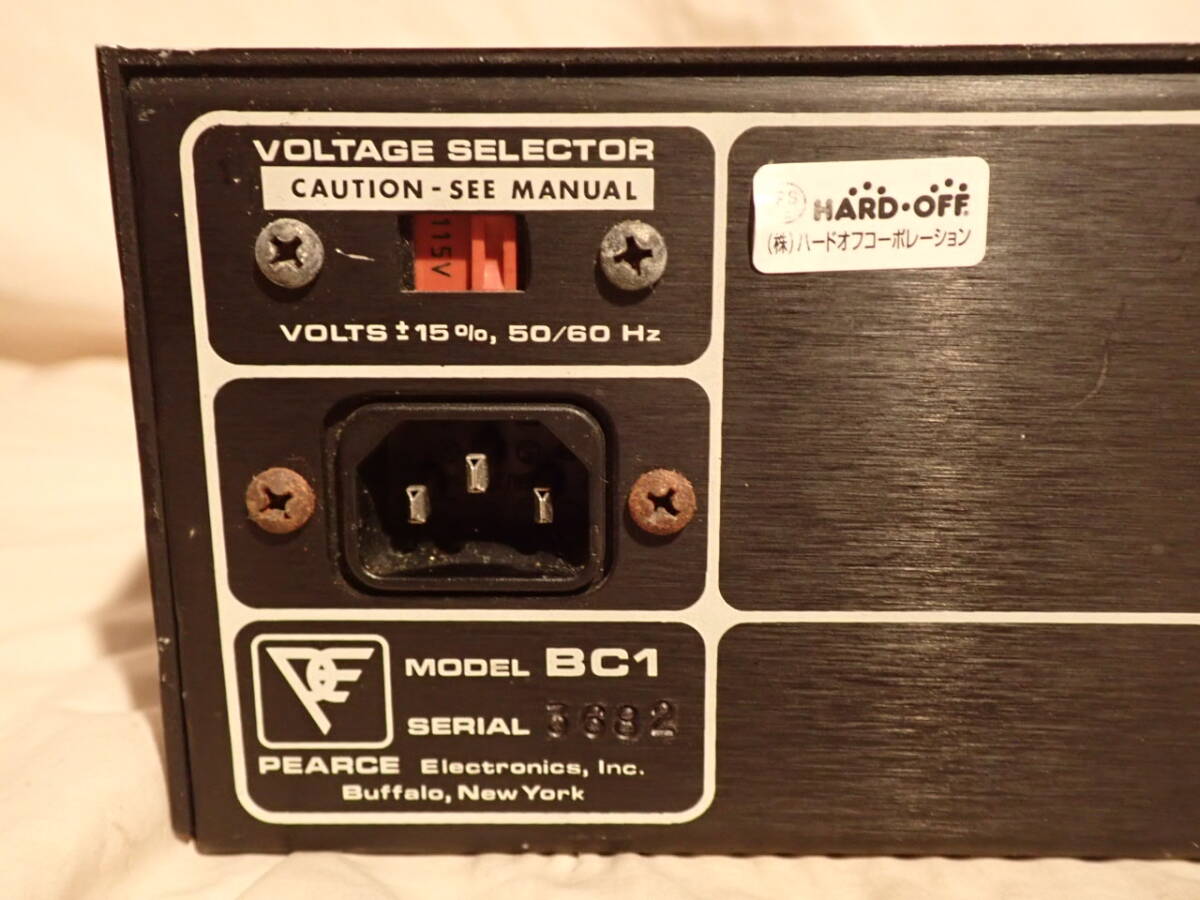 VOLTAGE SELECTOR
CAUTION - SEE MANUAL
115V
VOLTS ± 15%, 50/60 Hz
HARD・OFF
(株)ハードオフコーポレーション
PE
MODEL BC1
SERIAL 3682
PEARCE Electronics, Inc.
Buffalo, New York